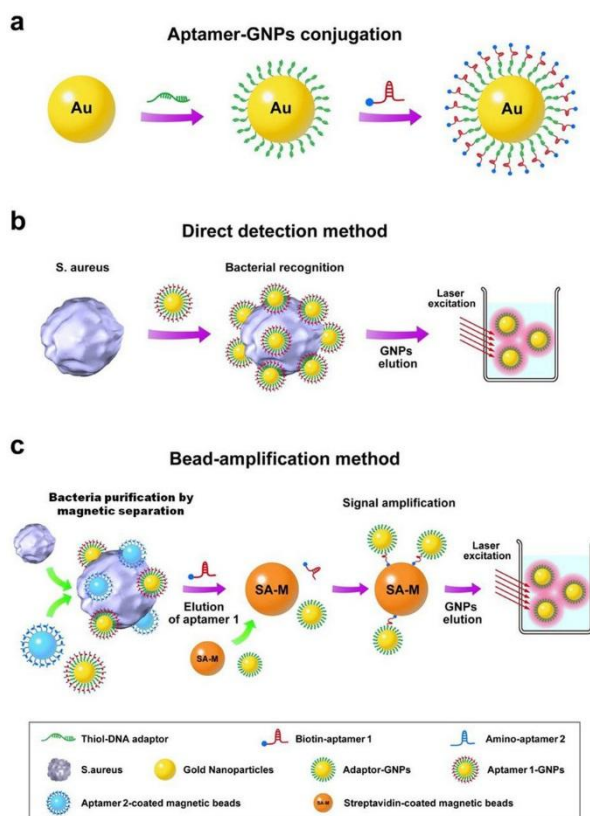 a
Aptamer-GNPs conjugation
Au
Au
Au
b
Direct detection method
S. aureus
Bacterial recognition
Laser
excitation
GNPs
elution
c
Bead-amplification method
Bacteria purification by
magnetic separation
Signal amplification
Laser
excitation
Elution
of aptamer 1
SA-M
SA-M
GNPs
elution
SA-M
Thiol-DNA adaptor
Biotin-aptamer 1
Amino-aptamer 2
S.aureus
Gold Nanoparticles
Adaptor-GNPs
Aptamer 1-GNPs
Aptamer 2-coated magnetic beads
SA-M
Streptavidin-coated magnetic beads